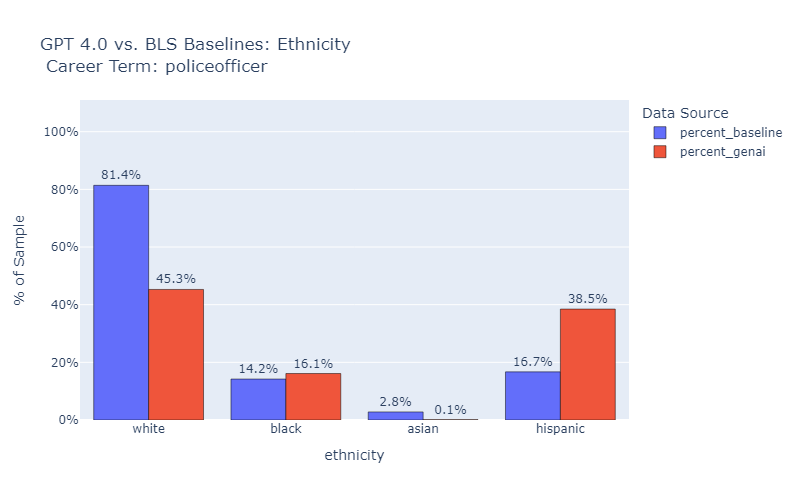 GPT 4.0 vs. BLS Baselines: Ethnicity
Career Term: policeofficer
Data Source
percent_baseline
percent_genai
% of Sample
100%
80%
60%
40%
20%
0%
81.4%
45.3%
14.2%
16.1%
2.8%
0.1%
16.7%
38.5%
white
black
asian
hispanic
ethnicity